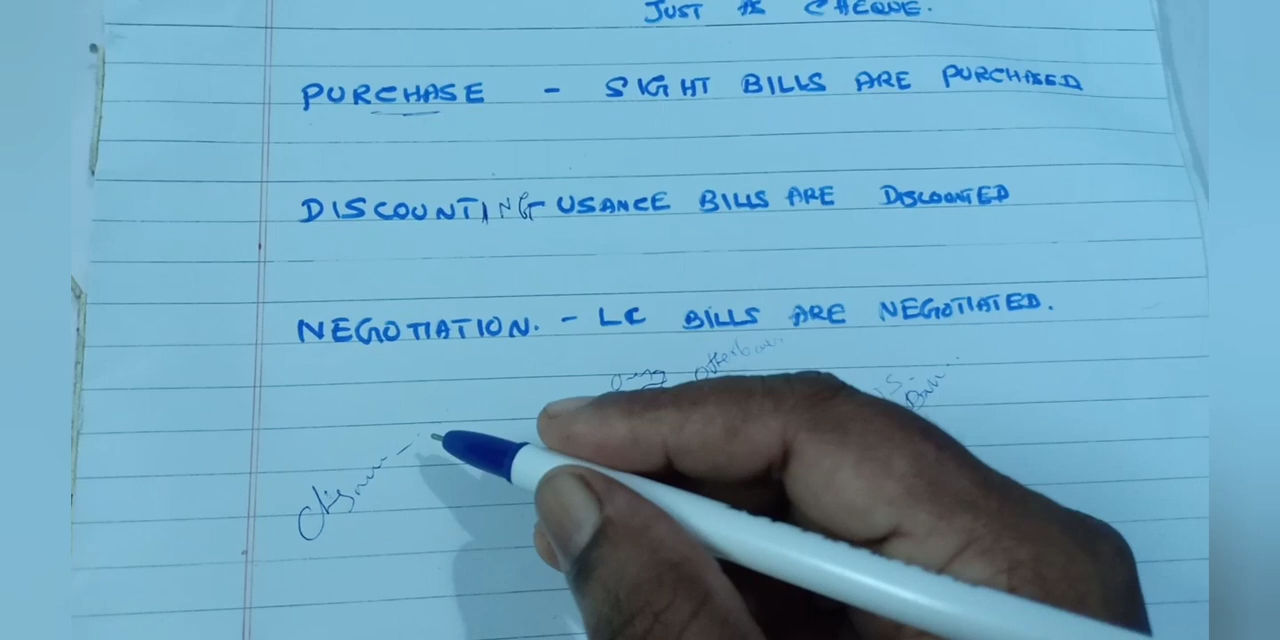 JUST AS CHEQUE.
PURCHASE - SIGHT BILLS ARE PURCHASED
DISCOUNTING - USANCE BILLS ARE DISCOUNTED
NEGOTIATION. - LC BILLS ARE NEGOTIATED.